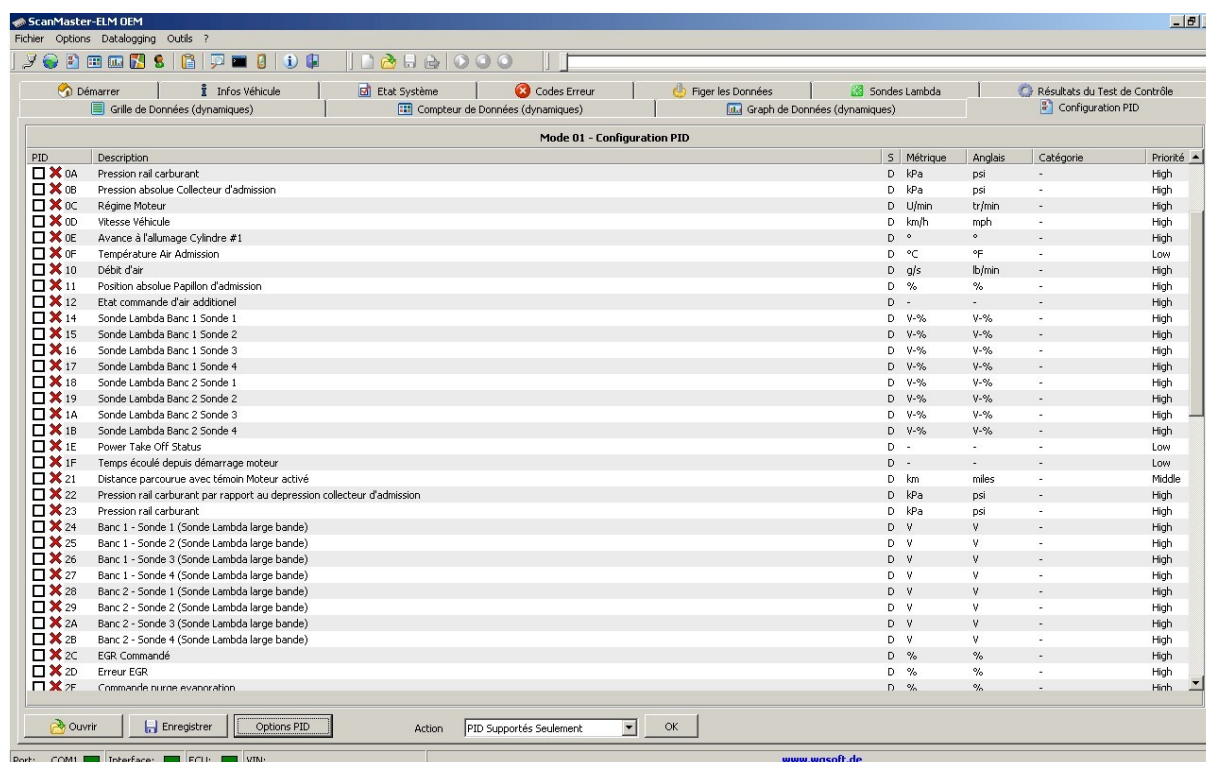 ScanMaster-ELM OEM
Fichier Options Datalogging Outils ?
Démarrer Infos Véhicule Etat Système Codes Erreur Figer les Données Sondes Lambda Résultats du Test de Contrôle
Grille de Données (dynamiques) Compteur de Données (dynamiques) Graph de Données (dynamiques) Configuration PID
Mode 01 - Configuration PID
PID Description S Métrique Anglais Catégorie Priorité
0A Pression rail carburant D kPa psi - High
0B Pression absolue Collecteur d'admission D kPa psi - High
0C Régime Moteur D U/min tr/min - High
0D Vitesse Véhicule D km/h mph - High
0E Avance à l'allumage Cylindre #1 D ° ° - High
0F Température Air Admission D °C °F - Low
10 Débit d'air D g/s lb/min - High
11 Position absolue Papillon d'admission D % % - High
12 Etat commande d'air additionel D - - - High
14 Sonde Lambda Banc 1 Sonde 1 D V-% V-% - High
15 Sonde Lambda Banc 1 Sonde 2 D V-% V-% - High
16 Sonde Lambda Banc 1 Sonde 3 D V-% V-% - High
17 Sonde Lambda Banc 1 Sonde 4 D V-% V-% - High
18 Sonde Lambda Banc 2 Sonde 1 D V-% V-% - High
19 Sonde Lambda Banc 2 Sonde 2 D V-% V-% - High
1A Sonde Lambda Banc 2 Sonde 3 D V-% V-% - High
1B Sonde Lambda Banc 2 Sonde 4 D V-% V-% - High
1E Power Take Off Status D - - - Low
1F Temps écoulé depuis démarrage moteur D - - - Low
21 Distance parcourue avec témoin Moteur activé D km miles - Middle
22 Pression rail carburant par rapport au depression collecteur d'admission D kPa psi - High
23 Pression rail carburant D kPa psi - High
24 Banc 1 - Sonde 1 (Sonde Lambda large bande) D V V - High
25 Banc 1 - Sonde 2 (Sonde Lambda large bande) D V V - High
26 Banc 1 - Sonde 3 (Sonde Lambda large bande) D V V - High
27 Banc 1 - Sonde 4 (Sonde Lambda large bande) D V V - High
28 Banc 2 - Sonde 1 (Sonde Lambda large bande) D V V - High
29 Banc 2 - Sonde 2 (Sonde Lambda large bande) D V V - High
2A Banc 2 - Sonde 3 (Sonde Lambda large bande) D V V - High
2B Banc 2 - Sonde 4 (Sonde Lambda large bande) D V V - High
2C EGR Commandé D % % - High
2D Erreur EGR D % % - High
2E Commande purge evaporation D % % - High
Ouvrir Enregistrer Options PID Action PID Supportés Seulement OK
Port: COM1 Interface: ECU: VIN: www.wgsoft.de